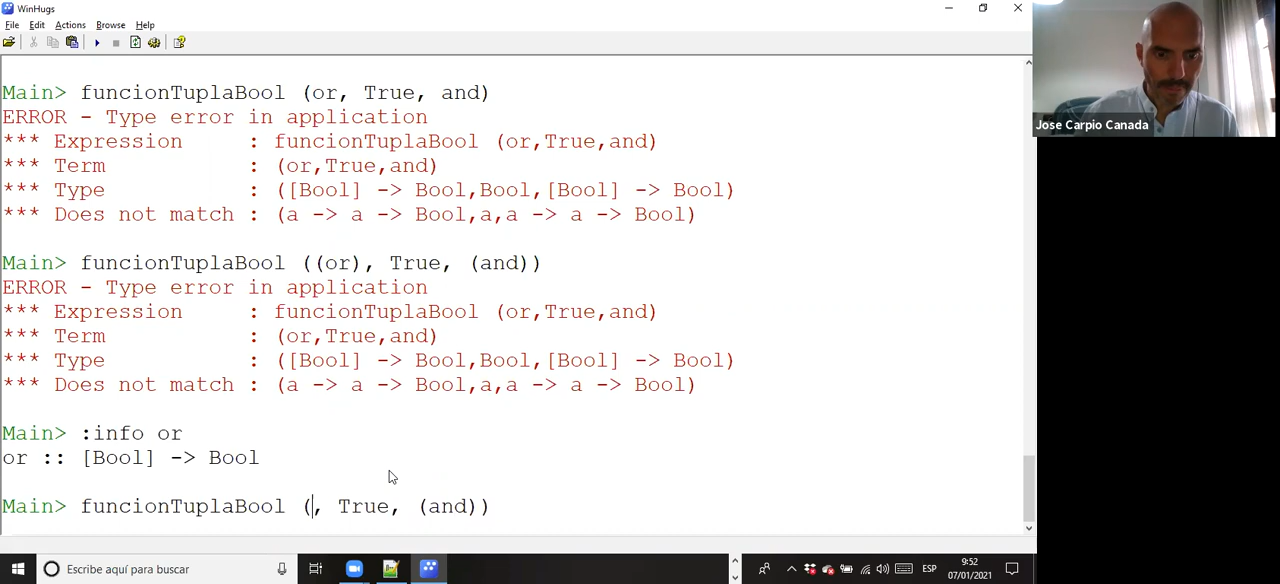 WinHugs
File Edit Actions Browse Help
Main> funcionTuplaBool (or, True, and)
ERROR - Type error in application
*** Expression : funcionTuplaBool (or,True,and)
*** Term : (or,True,and)
*** Type : ([Bool] -> Bool,Bool,[Bool] -> Bool)
*** Does not match : (a -> a -> Bool,a,a -> a -> Bool)
Main> funcionTuplaBool ((or), True, (and))
ERROR - Type error in application
*** Expression : funcionTuplaBool (or,True,and)
*** Term : (or,True,and)
*** Type : ([Bool] -> Bool,Bool,[Bool] -> Bool)
*** Does not match : (a -> a -> Bool,a,a -> a -> Bool)
Main> :info or
or :: [Bool] -> Bool
Main> funcionTuplaBool (, True, (and))
Jose Carpio Canada
Escribe aquí para buscar
ESP
9:52
07/01/2021